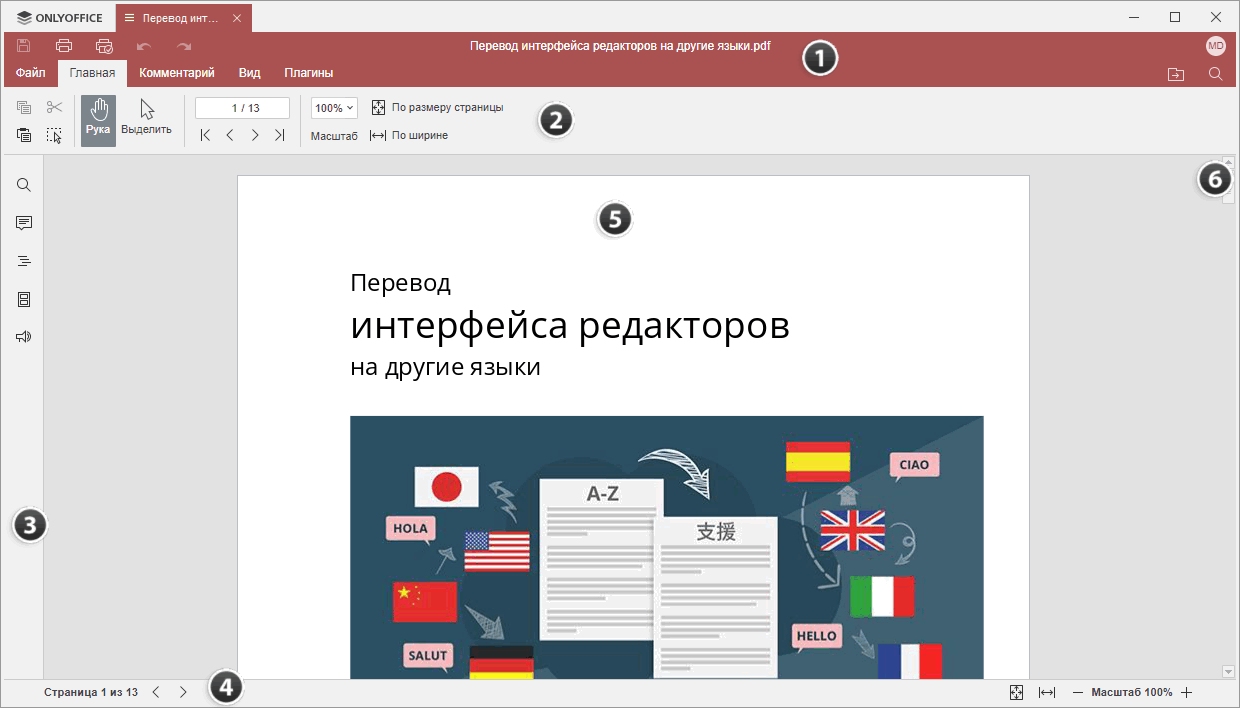 ONLYOFFICE
Перевод инт...
Перевод интерфейса редакторов на другие языки.pdf
1
MD
Файл
Главная
Комментарий
Вид
Плагины
Рука
Выделить
1 / 13
100%
Масштаб
По размеру страницы
По ширине
2
6
5
Перевод
интерфейса редакторов
на другие языки
A-Z
支援
CIAO
HOLA
HELLO
SALUT
3
4
Страница 1 из 13
Масштаб 100%